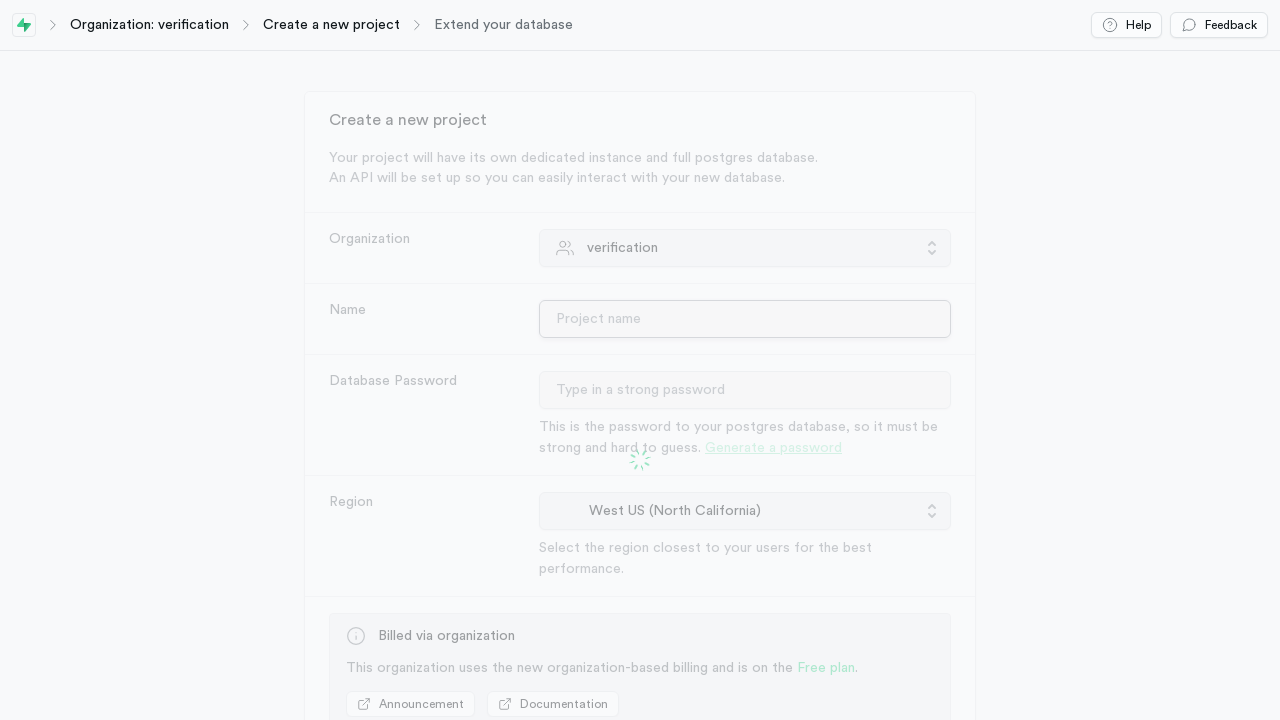 Organization: verification
Create a new project
Extend your database
Help
Feedback
Create a new project
Your project will have its own dedicated instance and full postgres database.
An API will be set up so you can easily interact with your new database.
Organization
verification
Name
Project name
Database Password
Type in a strong password
This is the password to your postgres database, so it must be
strong and hard to guess. Generate a password
Region
West US (North California)
Select the region closest to your users for the best
performance.
Billed via organization
This organization uses the new organization-based billing and is on the Free plan.
Announcement
Documentation